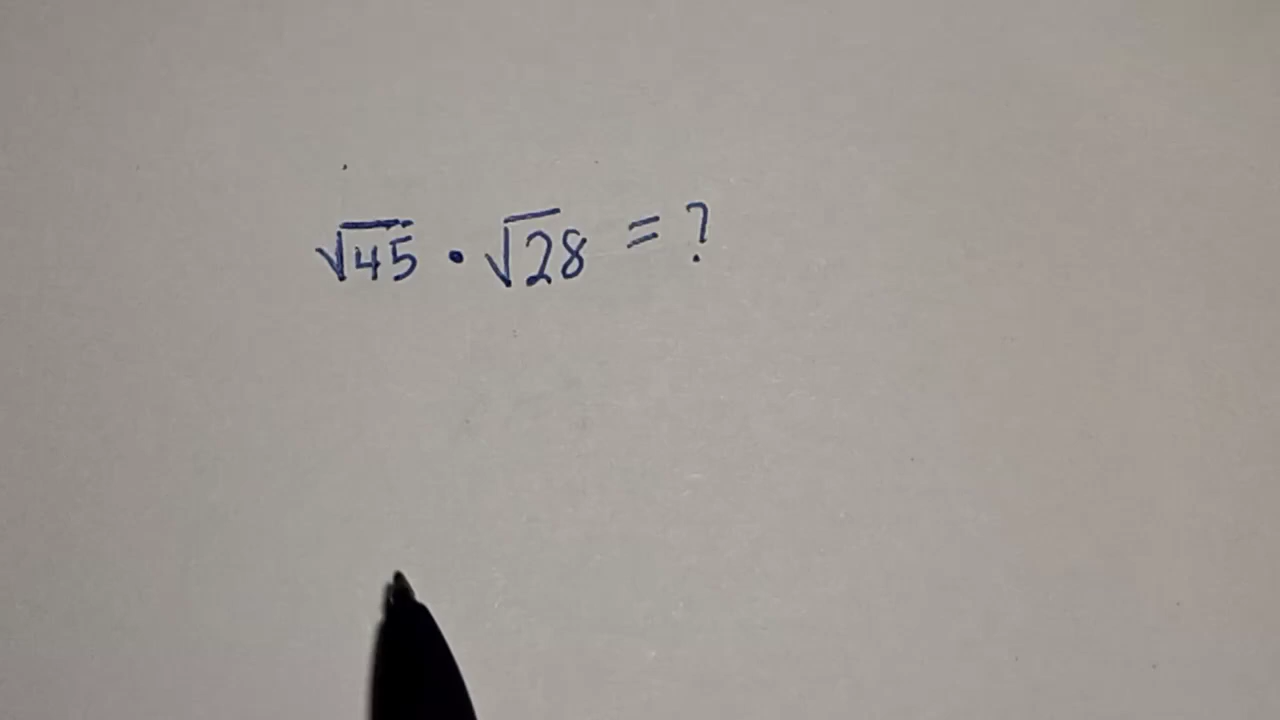 √45 · √28 = ?